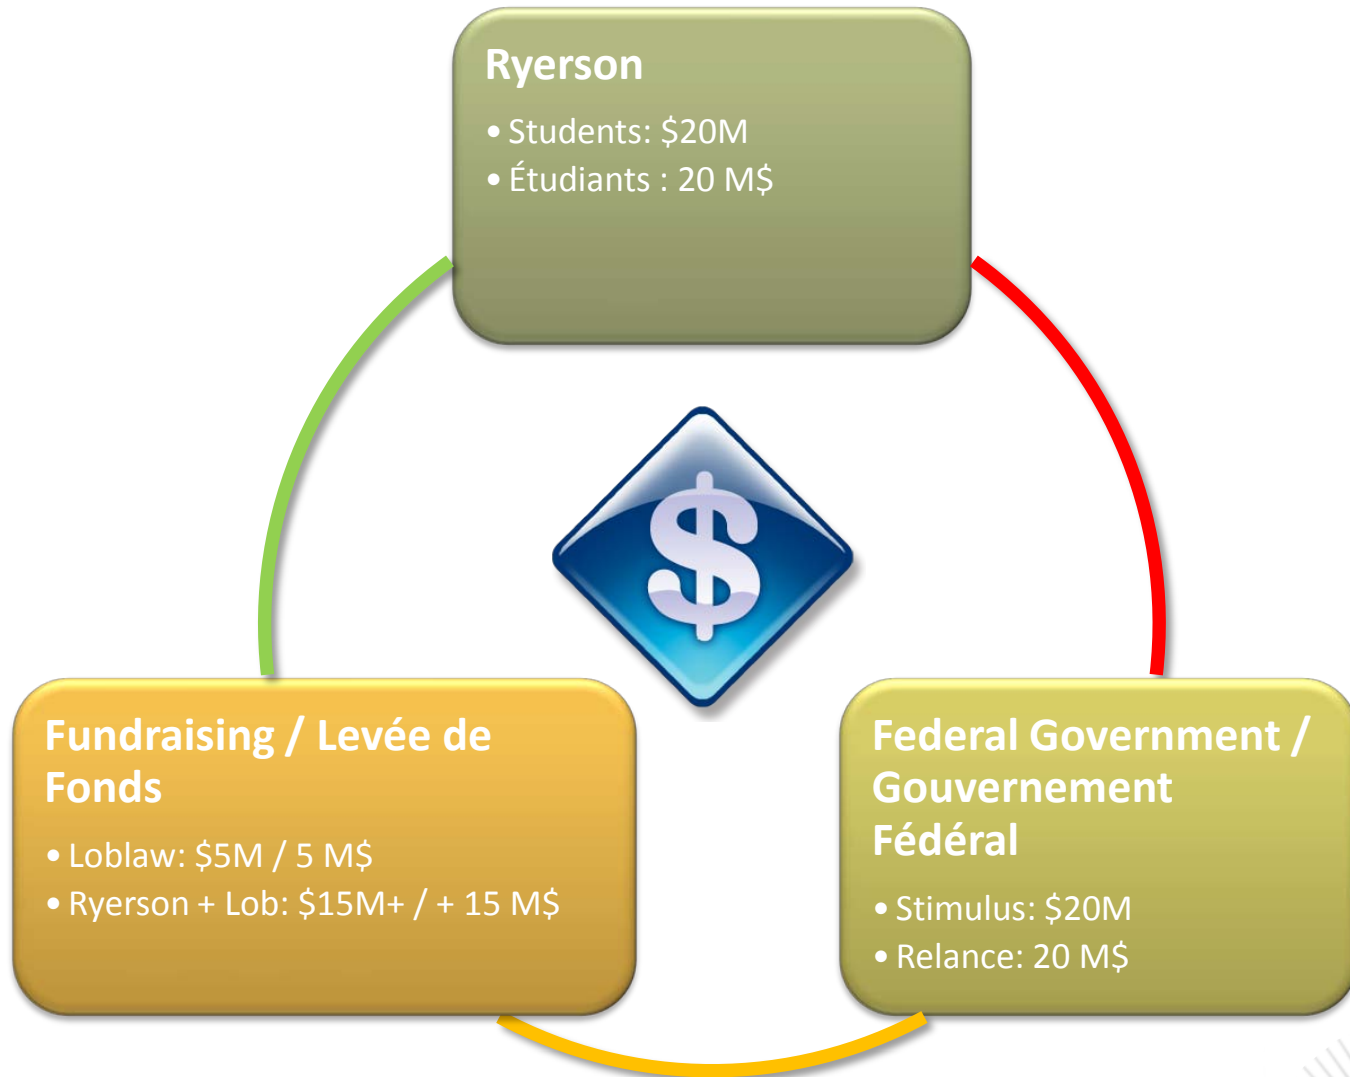 Ryerson
• Students: $20M
• Étudiants : 20 M$
$
Fundraising / Levée de
Fonds
• Loblaw: $5M / 5 M$
• Ryerson + Lob: $15M+ / + 15 M$
Federal Government /
Gouvernement
Fédéral
• Stimulus: $20M
• Relance: 20 M$